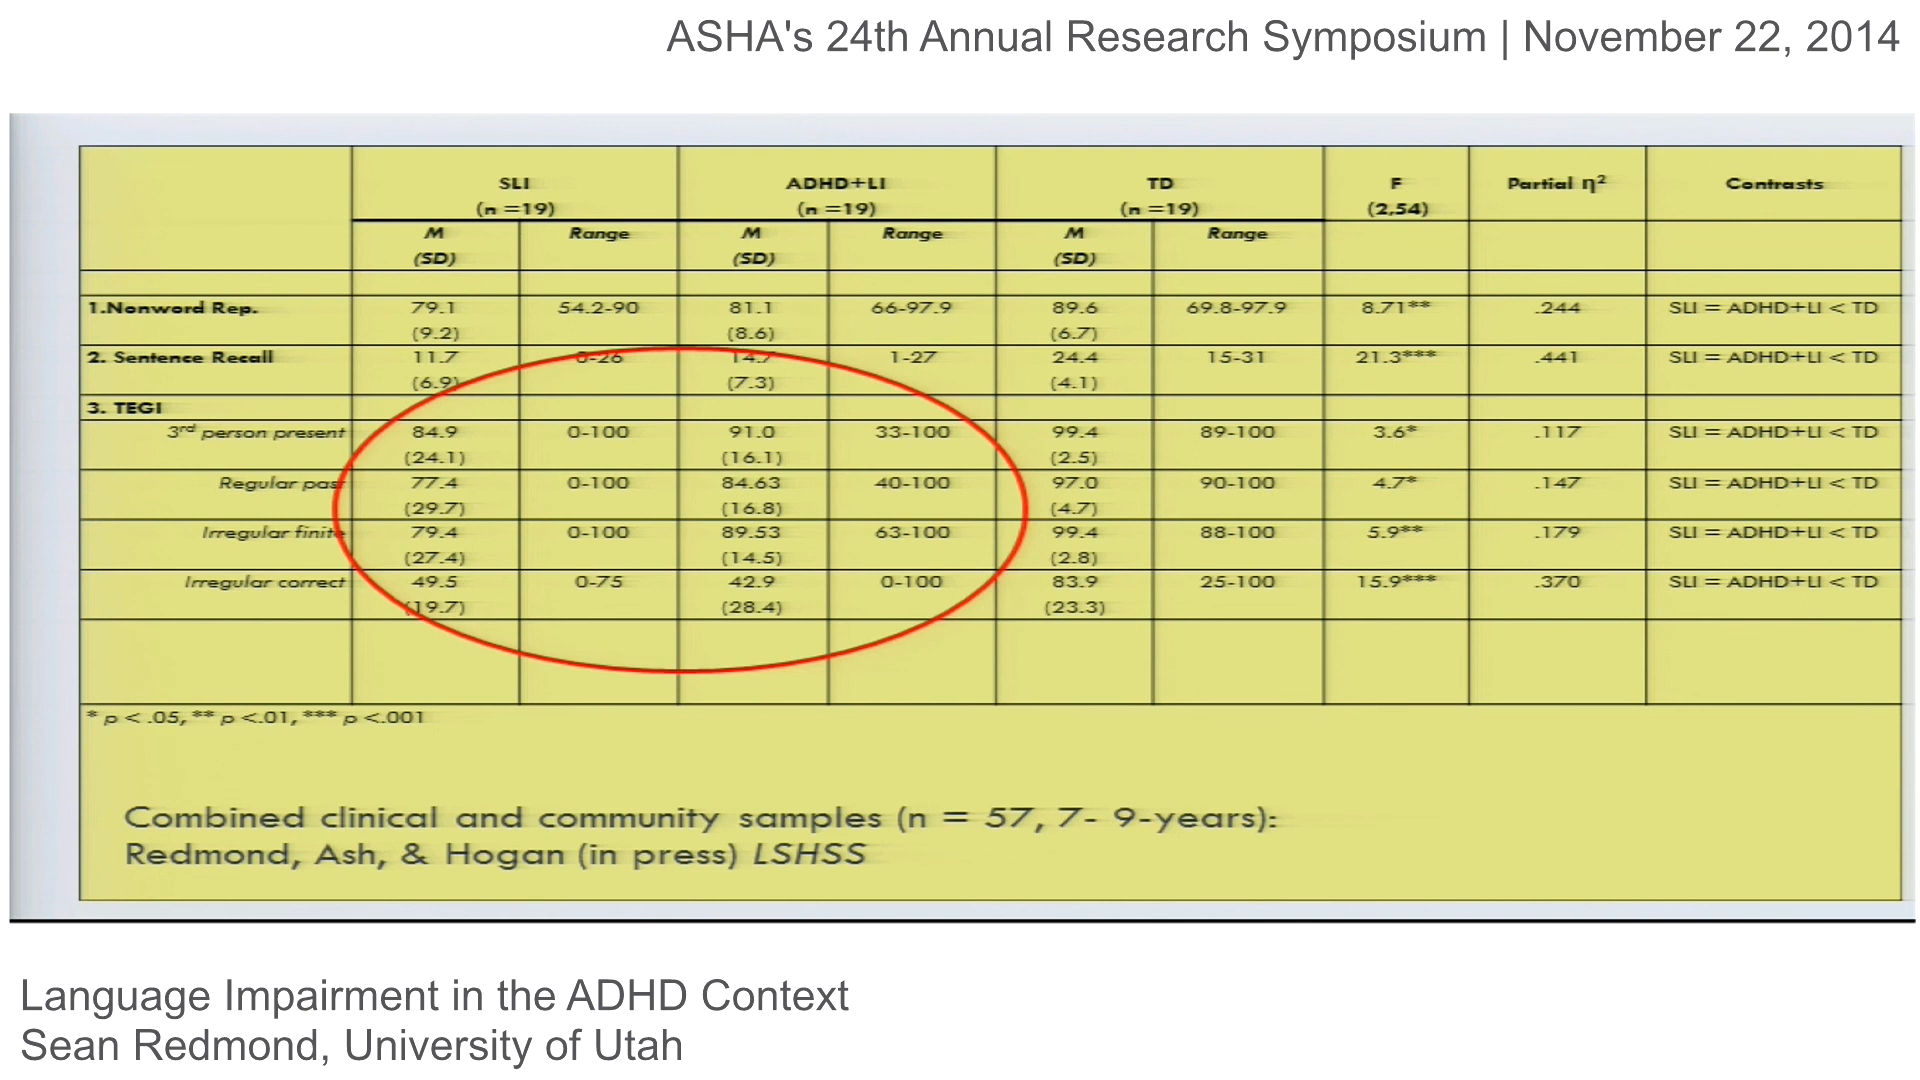 ASHA's 24th Annual Research Symposium | November 22, 2014
SLI ADHD+LI TD F Partial η² Contrasts
(n =19) (n =19) (n =19) (2,54)
M Range M Range M Range
(SD) (SD) (SD)
1.Nonword Rep. 79.1 54.2-90 81.1 66-97.9 89.6 69.8-97.9 8.71** .244 SLI = ADHD+LI < TD
(9.2) (8.6) (6.7)
2. Sentence Recall 11.7 0-26 14.7 1-27 24.4 15-31 21.3*** .441 SLI = ADHD+LI < TD
(6.9) (7.3) (4.1)
3. TEGI
3rd person present 84.9 0-100 91.0 33-100 99.4 89-100 3.6* .117 SLI = ADHD+LI < TD
(24.1) (16.1) (2.5)
Regular past 77.4 0-100 84.63 40-100 97.0 90-100 4.7* .147 SLI = ADHD+LI < TD
(29.7) (16.8) (4.7)
Irregular finite 79.4 0-100 89.53 63-100 99.4 88-100 5.9** .179 SLI = ADHD+LI < TD
(27.4) (14.5) (2.8)
Irregular correct 49.5 0-75 42.9 0-100 83.9 25-100 15.9*** .370 SLI = ADHD+LI < TD
(19.7) (28.4) (23.3)
* p < .05, ** p <.01, *** p <.001
Combined clinical and community samples (n = 57, 7- 9-years):
Redmond, Ash, & Hogan (in press) LSHSS
Language Impairment in the ADHD Context
Sean Redmond, University of Utah